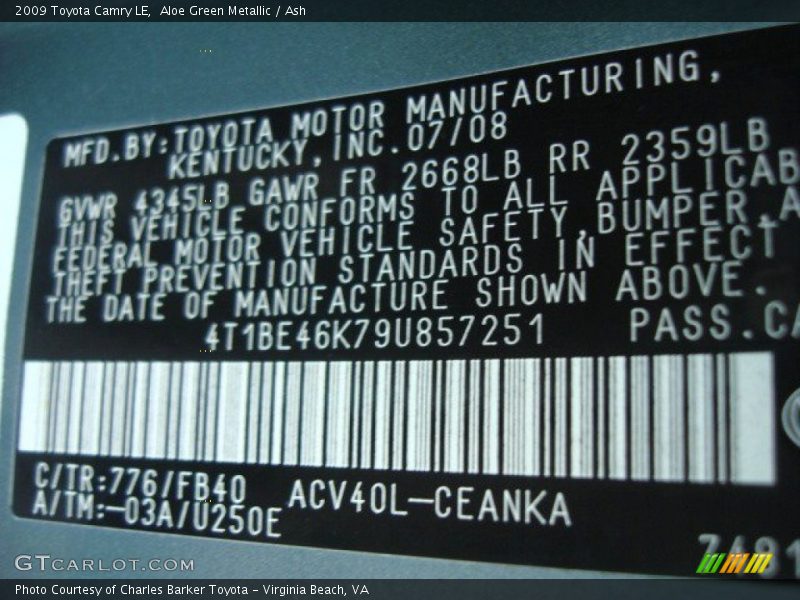 2009 Toyota Camry LE,  Aloe Green Metallic / Ash
MFD.BY:TOYOTA MOTOR MANUFACTURING,
KENTUCKY,INC.07/08
GVWR 4345LB GAWR FR 2668LB RR 2359LB
THIS VEHICLE CONFORMS TO ALL APPLICAB
FEDERAL MOTOR VEHICLE SAFETY,BUMPER,A
THEFT PREVENTION STANDARDS IN EFFECT
THE DATE OF MANUFACTURE SHOWN ABOVE.
4T1BE46K79U857251 PASS.CA
C/TR:776/FB40 ACV40L-CEANKA
A/TM:-03A/U250E
GTCARLOT.COM
Photo Courtesy of Charles Barker Toyota - Virginia Beach, VA